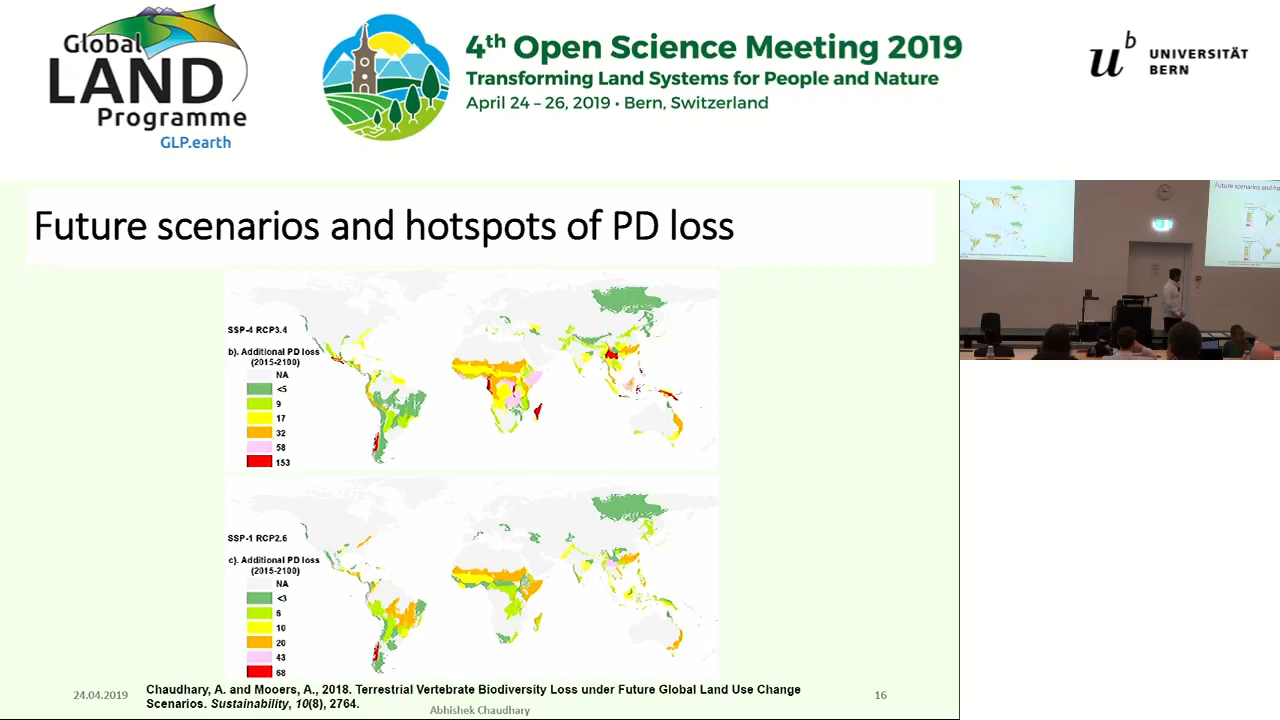 Global
LAND
Programme
GLP.earth
4th Open Science Meeting 2019
Transforming Land Systems for People and Nature
April 24 – 26, 2019 • Bern, Switzerland
u b
UNIVERSITÄT
BERN
Future scenarios and hotspots of PD loss
SSP-4 RCP3.4
b). Additional PD loss
(2015-2100)
NA
<5
9
17
32
58
153
SSP-1 RCP2.6
c). Additional PD loss
(2015-2100)
NA
<3
6
10
20
43
68
24.04.2019
Chaudhary, A. and Mooers, A., 2018. Terrestrial Vertebrate Biodiversity Loss under Future Global Land Use Change
Scenarios. Sustainability, 10(8), 2764.
Abhishek Chaudhary
16
Future scenarios and ho